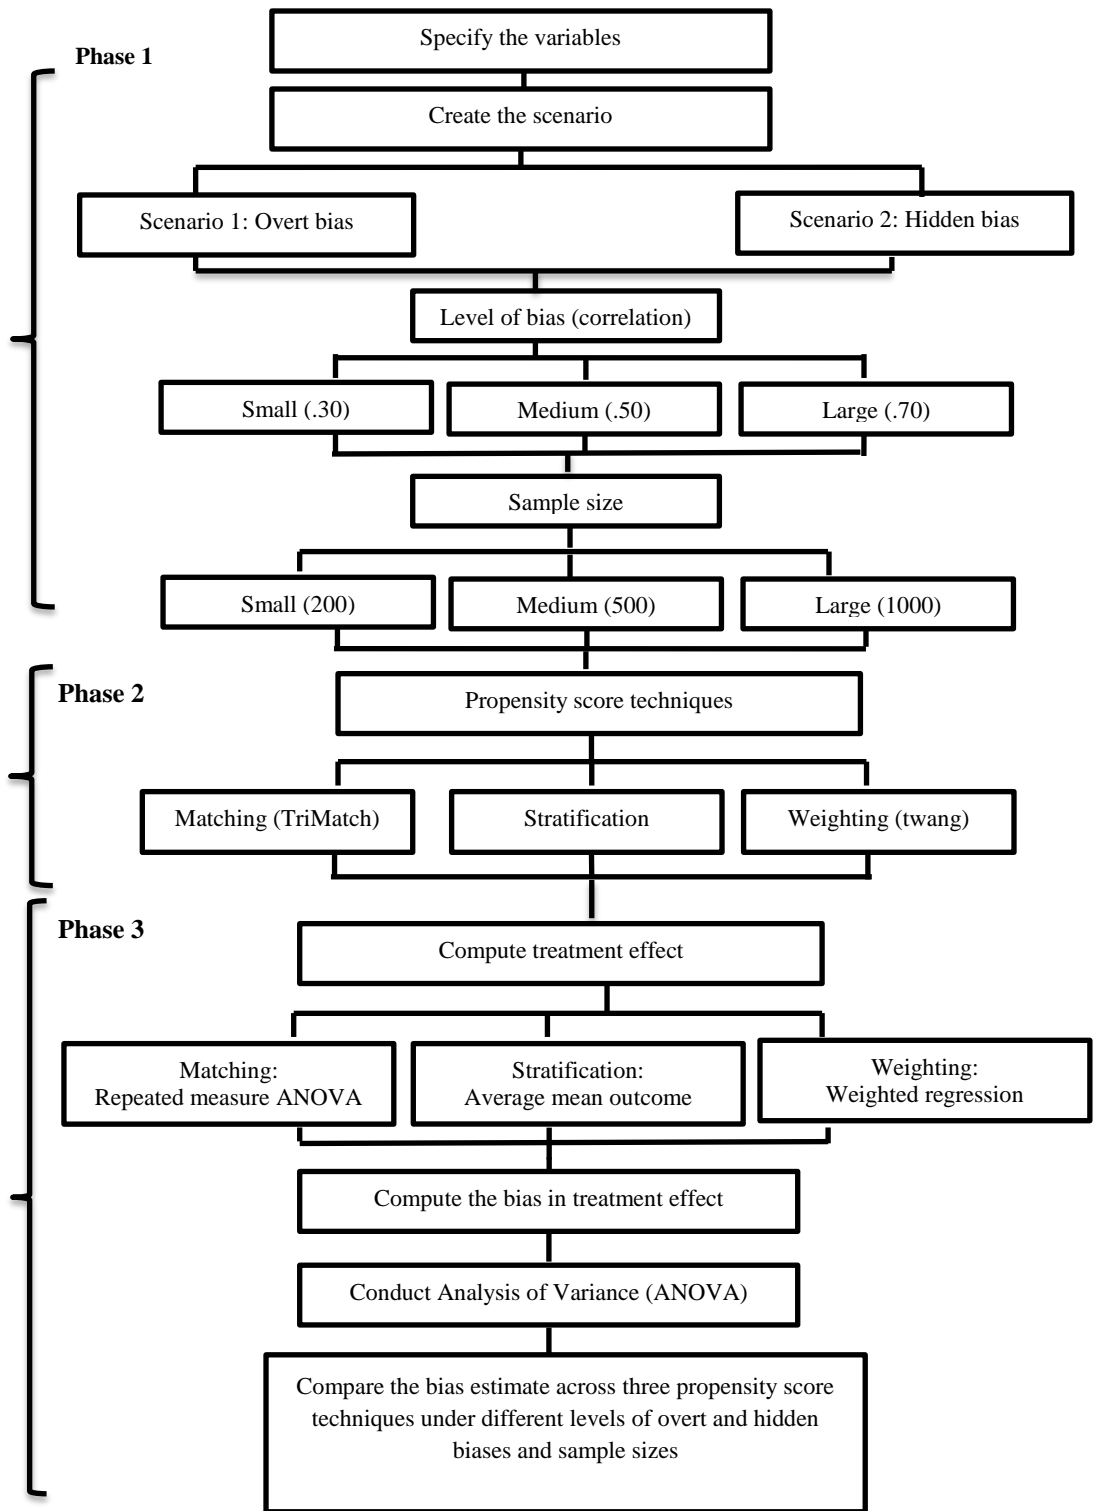 Specify the variables
Phase 1
Create the scenario
Scenario 1: Overt bias
Scenario 2: Hidden bias
Level of bias (correlation)
Small (.30)
Medium (.50)
Large (.70)
Sample size
Small (200)
Medium (500)
Large (1000)
Phase 2
Propensity score techniques
Matching (TriMatch)
Stratification
Weighting (twang)
Phase 3
Compute treatment effect
Matching:
Repeated measure ANOVA
Stratification:
Average mean outcome
Weighting:
Weighted regression
Compute the bias in treatment effect
Conduct Analysis of Variance (ANOVA)
Compare the bias estimate across three propensity score
techniques under different levels of overt and hidden
biases and sample sizes